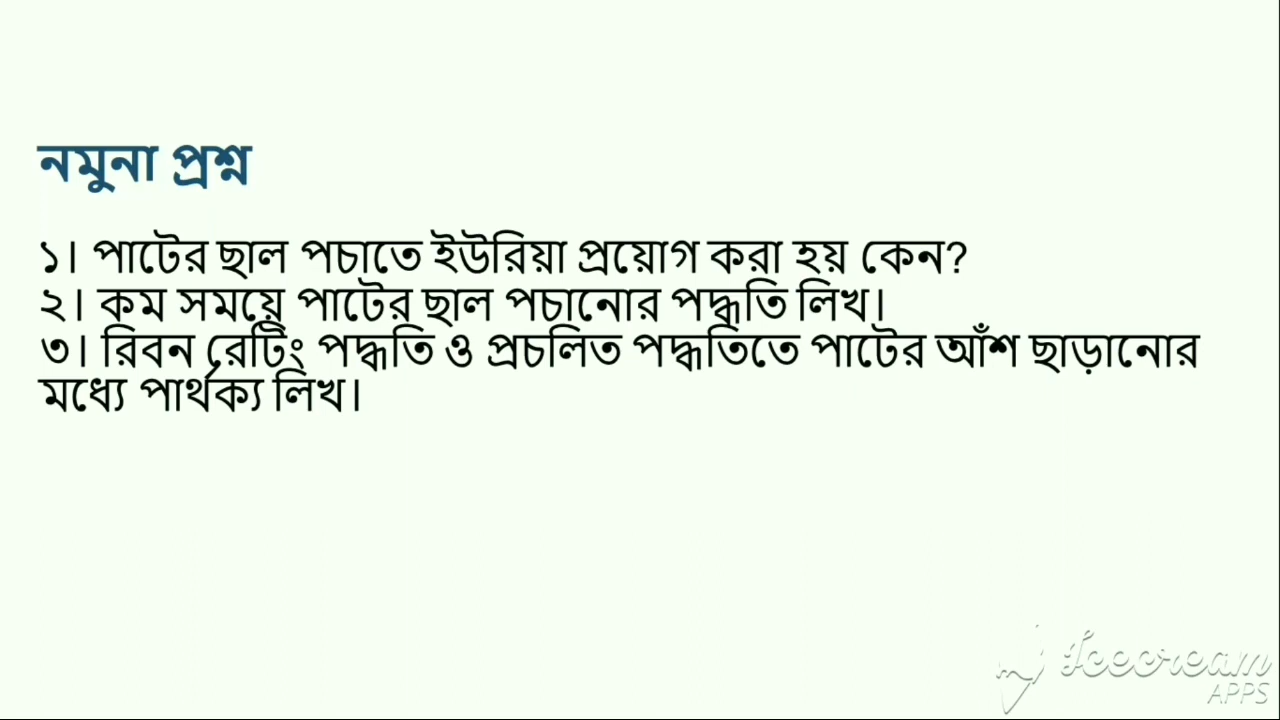 নমুনা প্রশ্ন
১। পাটের ছাল পচাতে ইউরিয়া প্রয়োগ করা হয় কেন?
২। কম সময়ে পাটের ছাল পচানোর পদ্ধতি লিখ।
৩। রিবন রেটিং পদ্ধতি ও প্রচলিত পদ্ধতিতে পাটের আঁশ ছাড়ানোর
মধ্যে পার্থক্য লিখ।
Icecream
APPS